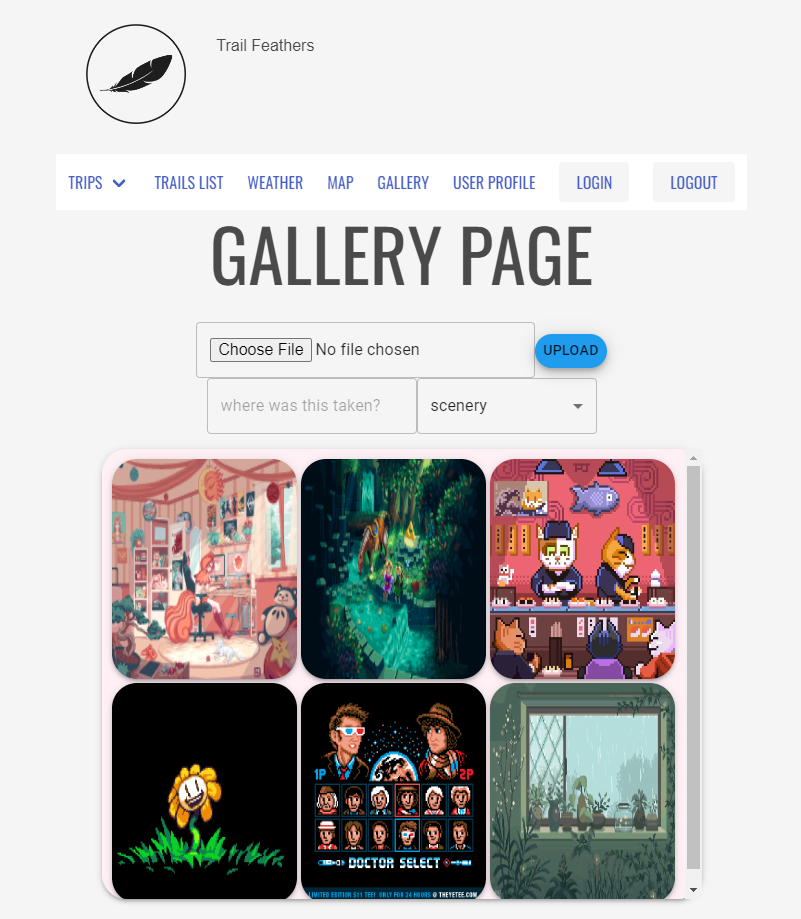 Trail Feathers
TRIPS TRAILS LIST WEATHER MAP GALLERY USER PROFILE LOGIN LOGOUT
GALLERY PAGE
Choose File No file chosen UPLOAD
where was this taken? scenery
1P 2P
DOCTOR SELECT
LIMITED EDITION $11 TEE! ONLY FOR 24 HOURS @ THEYETEE.COM